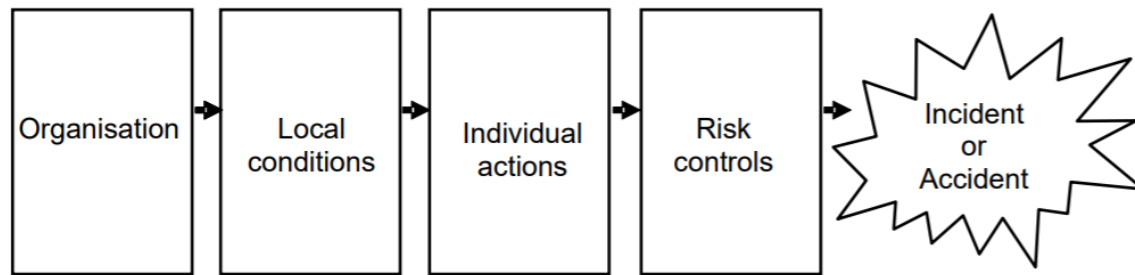 Organisation
Local
conditions
Individual
actions
Risk
controls
Incident
or
Accident